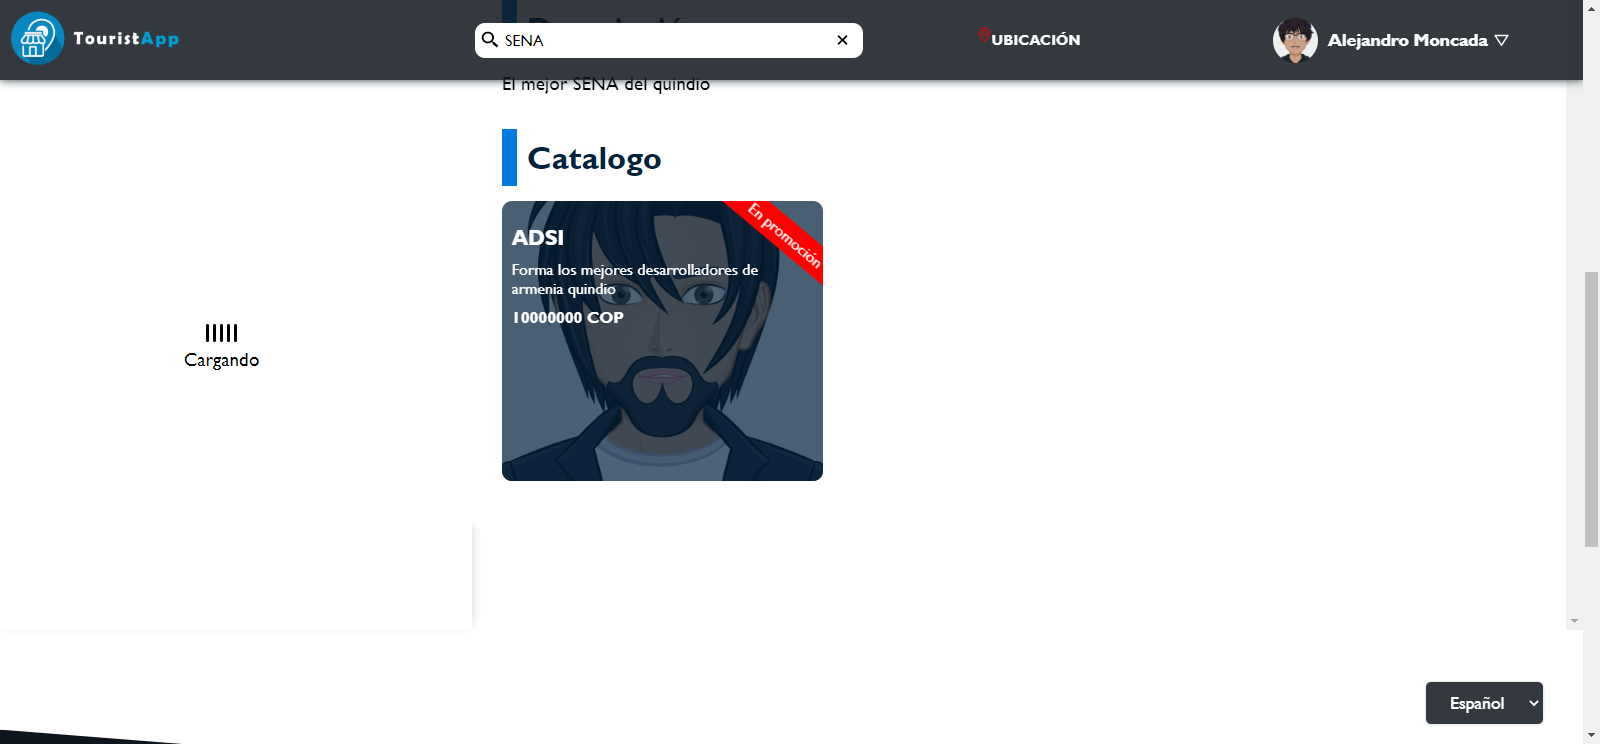 TouristApp
SENA
UBICACIÓN
Alejandro Moncada
El mejor SENA del quindio
Catalogo
En promoción
ADSI
Forma los mejores desarrolladores de
armenia quindio
10000000 COP
Cargando
Español